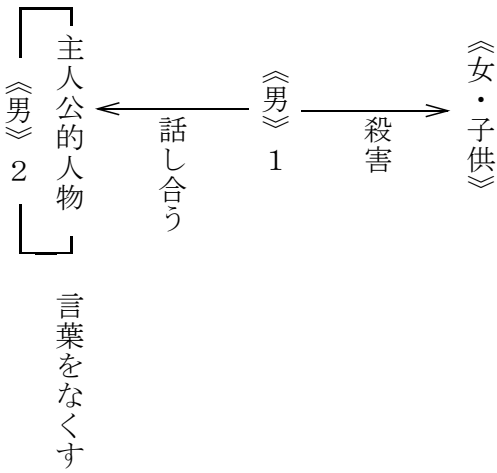 《女・子供》
殺害
《男》1
話し合う
主人公的人物
言葉をなくす
《男》2